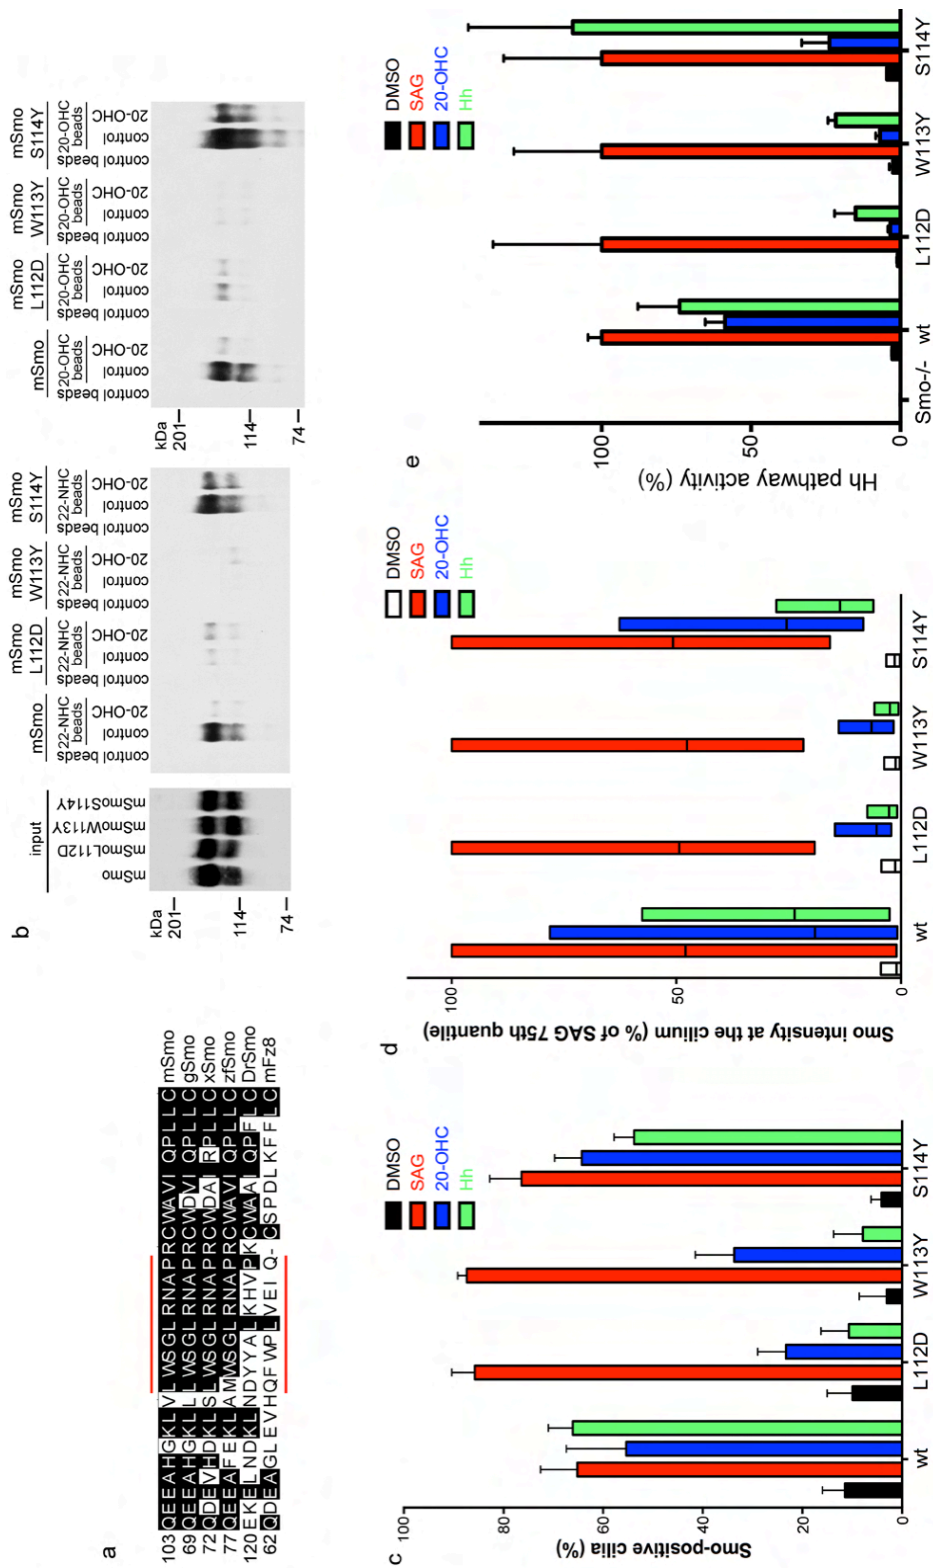 a
103 QEEAHGKLVLWSGLRNAPRCWAVIQPLLC mSmo
69 QEEAHGKLLLWSGLRNAPRCWDVIQPLLC gSmo
72 QDEVHDKLSLWSGLRNAPRCWDAIRPLLC xSmo
77 QEEAFEKLAMWSGLRNAPRCWAVIQPLLC zfSmo
120 EKELNDKLNDYYALKHVPKCWAAIQPFLC DrSmo
62 QDEAGLEVHQFWPLVEIQ-CSPDLKFFLC mFz8
b
input
mSmo
mSmoL112D
mSmoW113Y
mSmoS114Y
kDa
201
114
74
mSmo mSmo L112D mSmo W113Y mSmo S114Y
22-NHC beads 22-NHC beads 22-NHC beads 22-NHC beads
control beads control 20-OHC control beads control 20-OHC control beads control 20-OHC control beads control 20-OHC
kDa
201
114
74
mSmo mSmo L112D mSmo W113Y mSmo S114Y
20-OHC beads 20-OHC beads 20-OHC beads 20-OHC beads
control beads control 20-OHC control beads control 20-OHC control beads control 20-OHC control beads control 20-OHC
c
Smo-positive cilia (%)
100
80
60
40
20
0
DMSO
SAG
20-OHC
Hh
wt L112D W113Y S114Y
d
Smo intensity at the cilium (% of SAG 75th quantile)
100
50
0
DMSO
SAG
20-OHC
Hh
wt L112D W113Y S114Y
e
Hh pathway activity (%)
100
50
0
DMSO
SAG
20-OHC
Hh
Smo-/- wt L112D W113Y S114Y